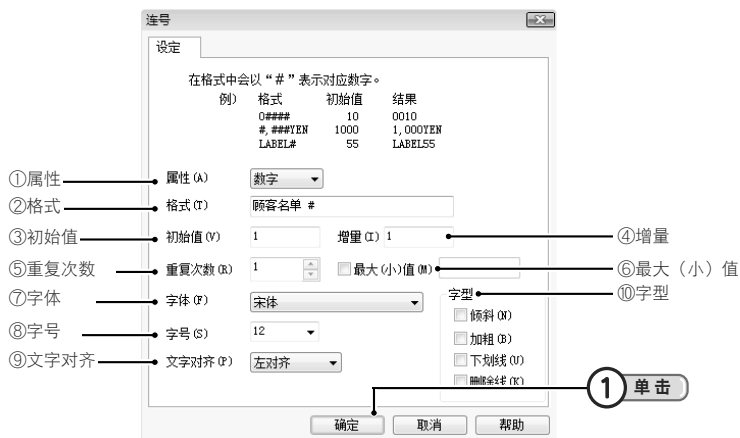 连号
设定
在格式中会以“#”表示对应数字。
例) 格式 初始值 结果
0#### 10 0010
#,###YEN 1000 1,000YEN
LABEL# 55 LABEL55
①属性 属性(A) 数字
②格式 格式(T) 顾客名单 #
③初始值 初始值(V) 1 增量(I) 1 ④增量
⑤重复次数 重复次数(R) 1 最大(小)值(M) ⑥最大（小）值
⑦字体 字体(F) 宋体 字型 ⑩字型
倾斜(N)
⑧字号 字号(S) 12 加粗(B)
⑨文字对齐 文字对齐(P) 左对齐 下划线(U)
删除线(K)
1 单击
确定 取消 帮助